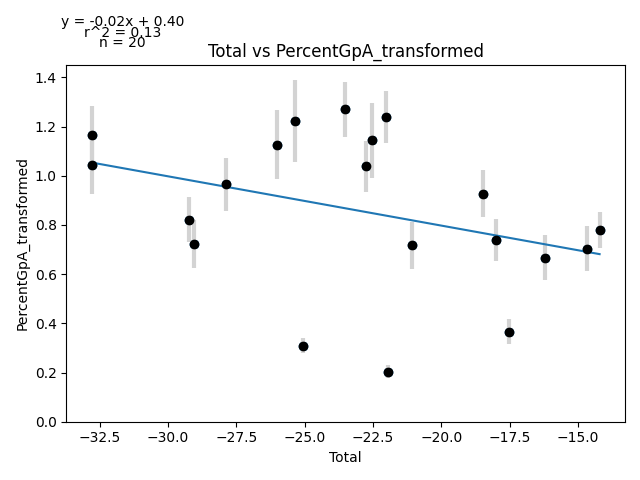 y = -0.02x + 0.40
r^2 = 0.13
n = 20
Total vs PercentGpA_transformed
PercentGpA_transformed
1.4
1.2
1.0
0.8
0.6
0.4
0.2
0.0
−32.5 −30.0 −27.5 −25.0 −22.5 −20.0 −17.5 −15.0
Total